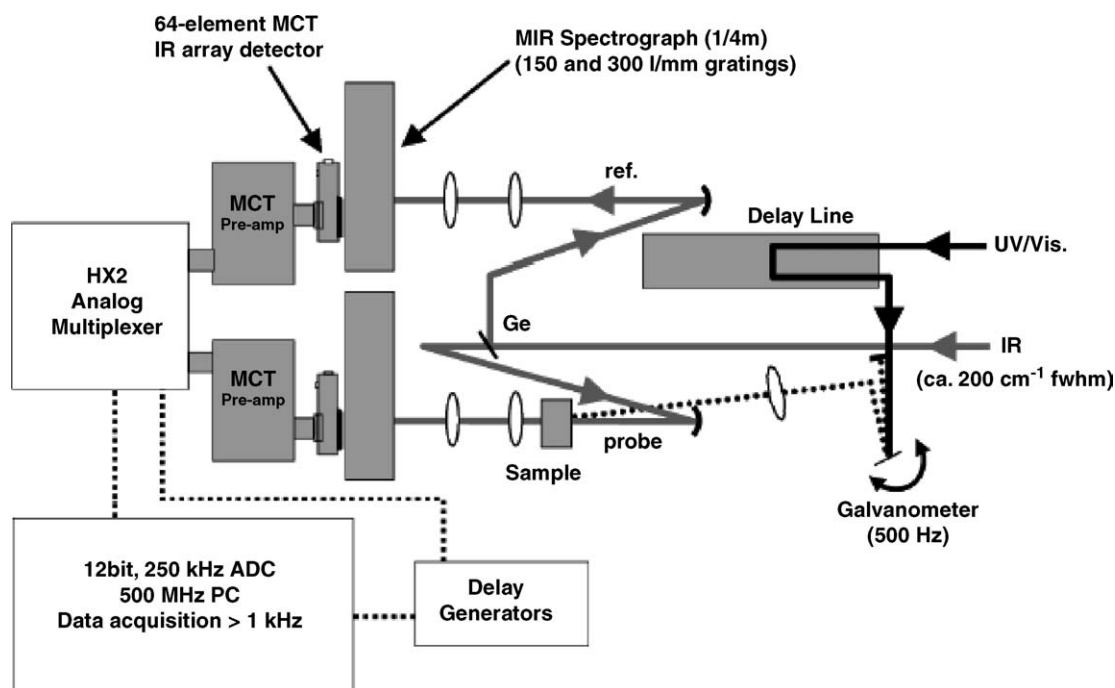 64-element MCT
IR array detector
MIR Spectrograph (1/4m)
(150 and 300 l/mm gratings)
MCT
Pre-amp
ref.
Delay Line
UV/Vis.
HX2
Analog
Multiplexer
Ge
IR
(ca. 200 cm⁻¹ fwhm)
MCT
Pre-amp
probe
Sample
Galvanometer
(500 Hz)
12bit, 250 kHz ADC
500 MHz PC
Data acquisition > 1 kHz
Delay
Generators